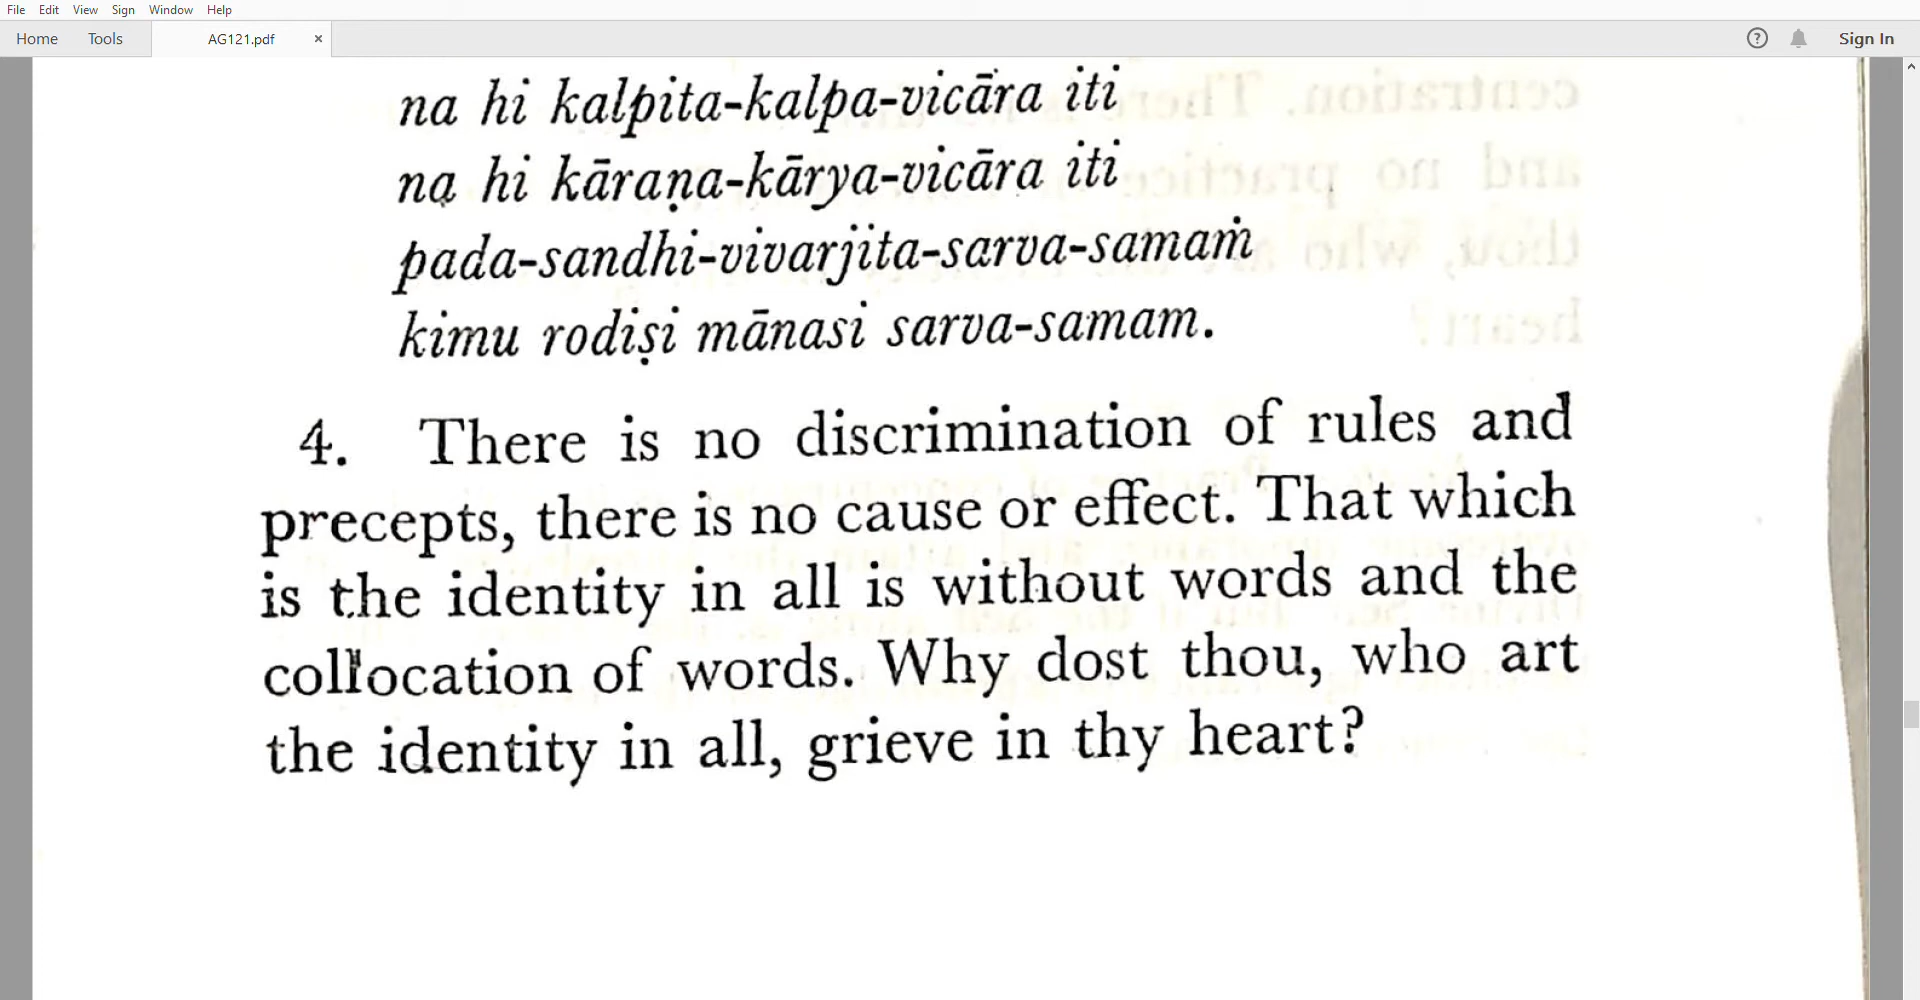 File Edit View Sign Window Help
Home Tools AG121.pdf × ? Sign In
na hi kalpita-kalpa-vicāra iti
na hi kāraṇa-kārya-vicāra iti
pada-sandhi-vivarjita-sarva-samaṁ
kimu rodiṣi mānasi sarva-samam.
4. There is no discrimination of rules and
precepts, there is no cause or effect. That which
is the identity in all is without words and the
collocation of words. Why dost thou, who art
the identity in all, grieve in thy heart?